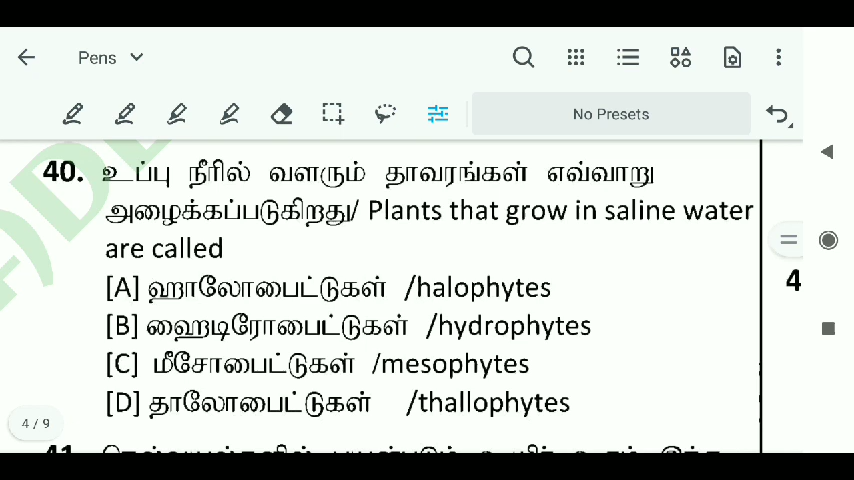 Pens
No Presets
40. உப்பு நீரில் வளரும் தாவரங்கள் எவ்வாறு
அழைக்கப்படுகிறது/ Plants that grow in saline water
are called
[A] ஹாலோபைட்டுகள் /halophytes
[B] ஹைடிரோபைட்டுகள் /hydrophytes
[C] மீசோபைட்டுகள் /mesophytes
[D] தாலோபைட்டுகள் /thallophytes
4
4 / 9
41.